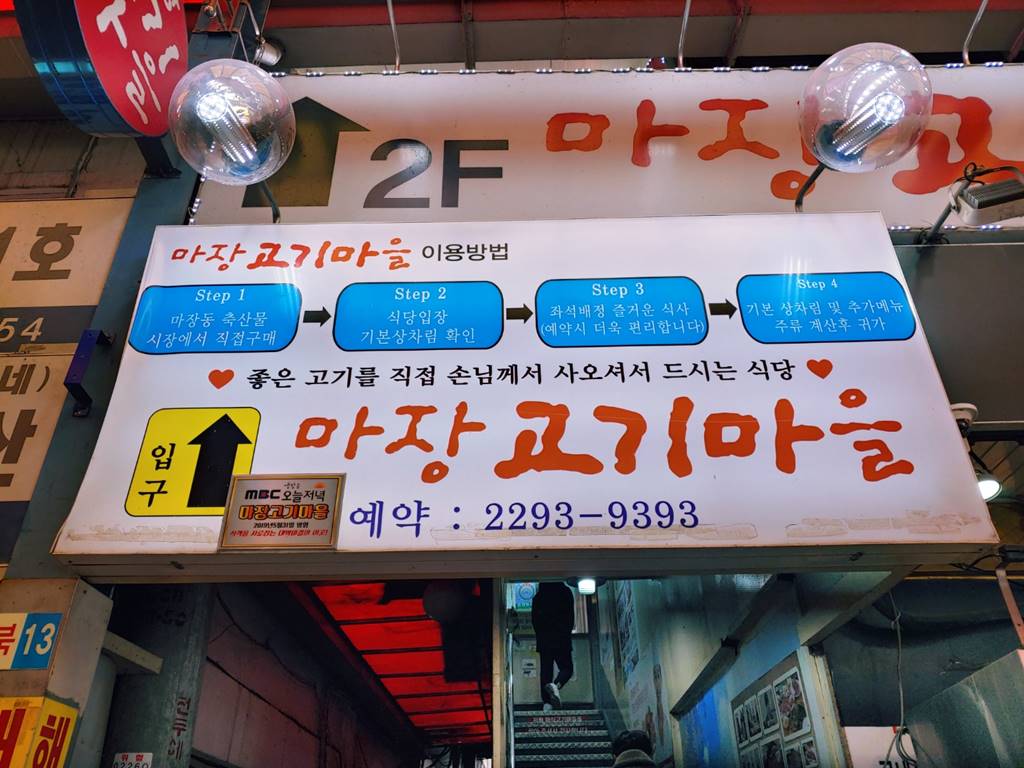 2F 마장고
마장고기마을 이용방법
Step 1
마장동 축산물
시장에서 직접구매
Step 2
식당입장
기본상차림 확인
Step 3
좌석배정 즐거운 식사
(예약시 더욱 편리합니다)
Step 4
기본 상차림 및 추가메뉴
주류 계산후 귀가
좋은 고기를 직접 손님께서 사오셔서 드시는 식당
입구
마장고기마을
MBC 오늘저녁
마장고기마을
예약 : 2293-9393
1호
54
네)
산
북 13
해